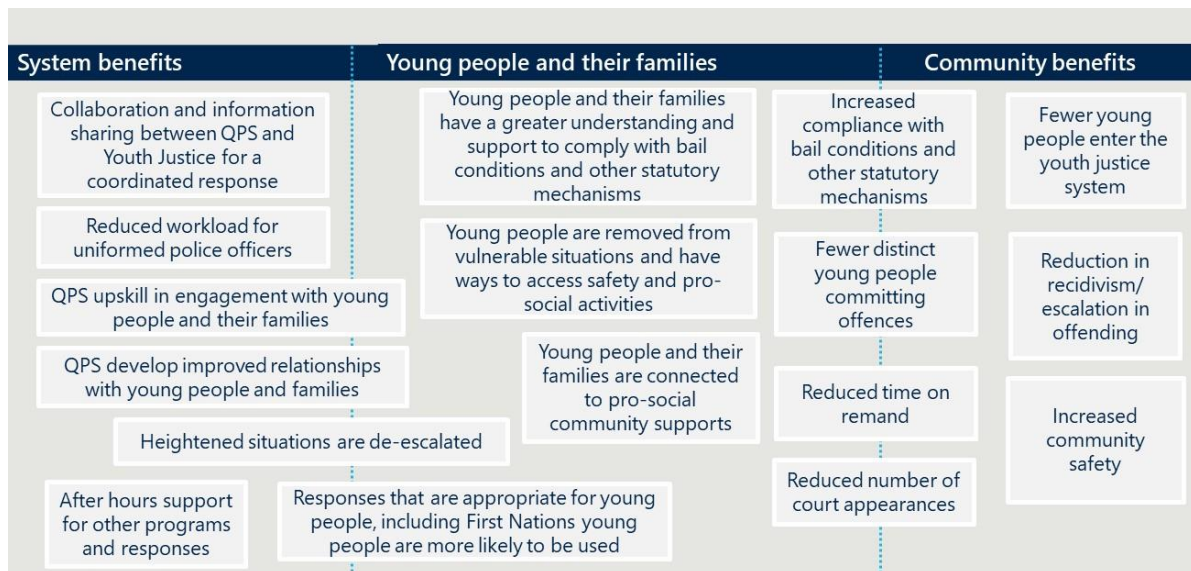 System benefits
Young people and their families
Community benefits
Collaboration and information
sharing between QPS and
Youth Justice for a
coordinated response
Reduced workload for
uniformed police officers
QPS upskill in engagement with young
people and their families
QPS develop improved relationships
with young people and families
Heightened situations are de-escalated
After hours support
for other programs
and responses
Responses that are appropriate for young
people, including First Nations young
people are more likely to be used
Young people and their families
have a greater understanding and
support to comply with bail
conditions and other statutory
mechanisms
Young people are removed from
vulnerable situations and have
ways to access safety and pro-
social activities
Young people and their
families are connected
to pro-social
community supports
Increased
compliance with
bail conditions and
other statutory
mechanisms
Fewer distinct
young people
committing
offences
Reduced time on
remand
Reduced number of
court appearances
Fewer young
people enter the
youth justice
system
Reduction in
recidivism/
escalation in
offending
Increased
community
safety